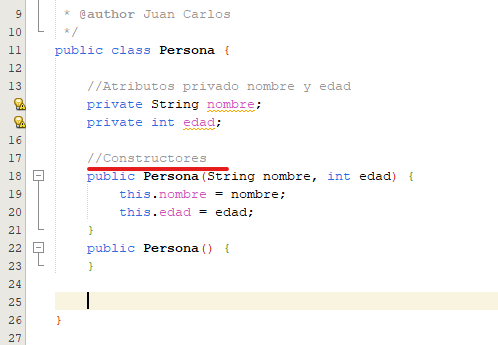 9 * @author Juan Carlos
10 */
11 public class Persona {
12
13 //Atributos privado nombre y edad
private String nombre;
private int edad;
16
17 //Constructores
18 public Persona(String nombre, int edad) {
19 this.nombre = nombre;
20 this.edad = edad;
21 }
22 public Persona() {
23 }
24
25
26 }
27